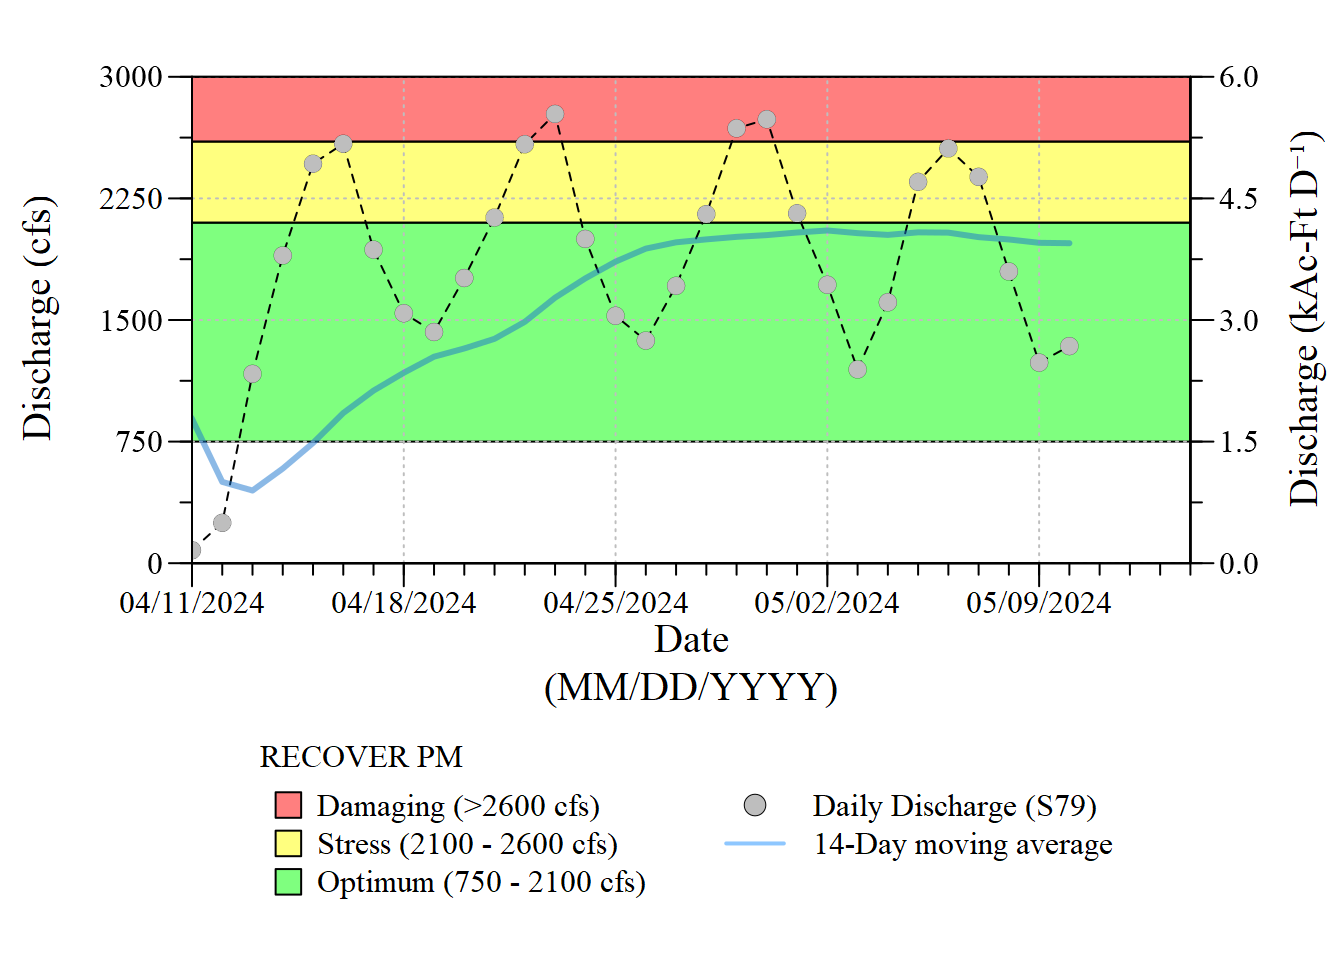 3000
2250
1500
750
0
Discharge (cfs)
6.0
4.5
3.0
1.5
0.0
Discharge (kAc-Ft D⁻¹)
04/11/2024 04/18/2024 04/25/2024 05/02/2024 05/09/2024
Date
(MM/DD/YYYY)
RECOVER PM
Damaging (>2600 cfs)
Stress (2100 - 2600 cfs)
Optimum (750 - 2100 cfs)
Daily Discharge (S79)
14-Day moving average